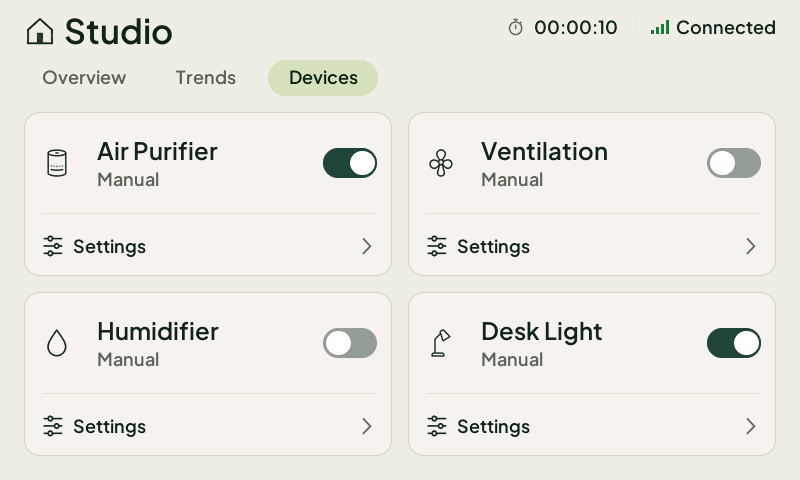 Studio
00:00:10
Connected
Overview
Trends
Devices
Air Purifier
Manual
Settings
Ventilation
Manual
Settings
Humidifier
Manual
Settings
Desk Light
Manual
Settings